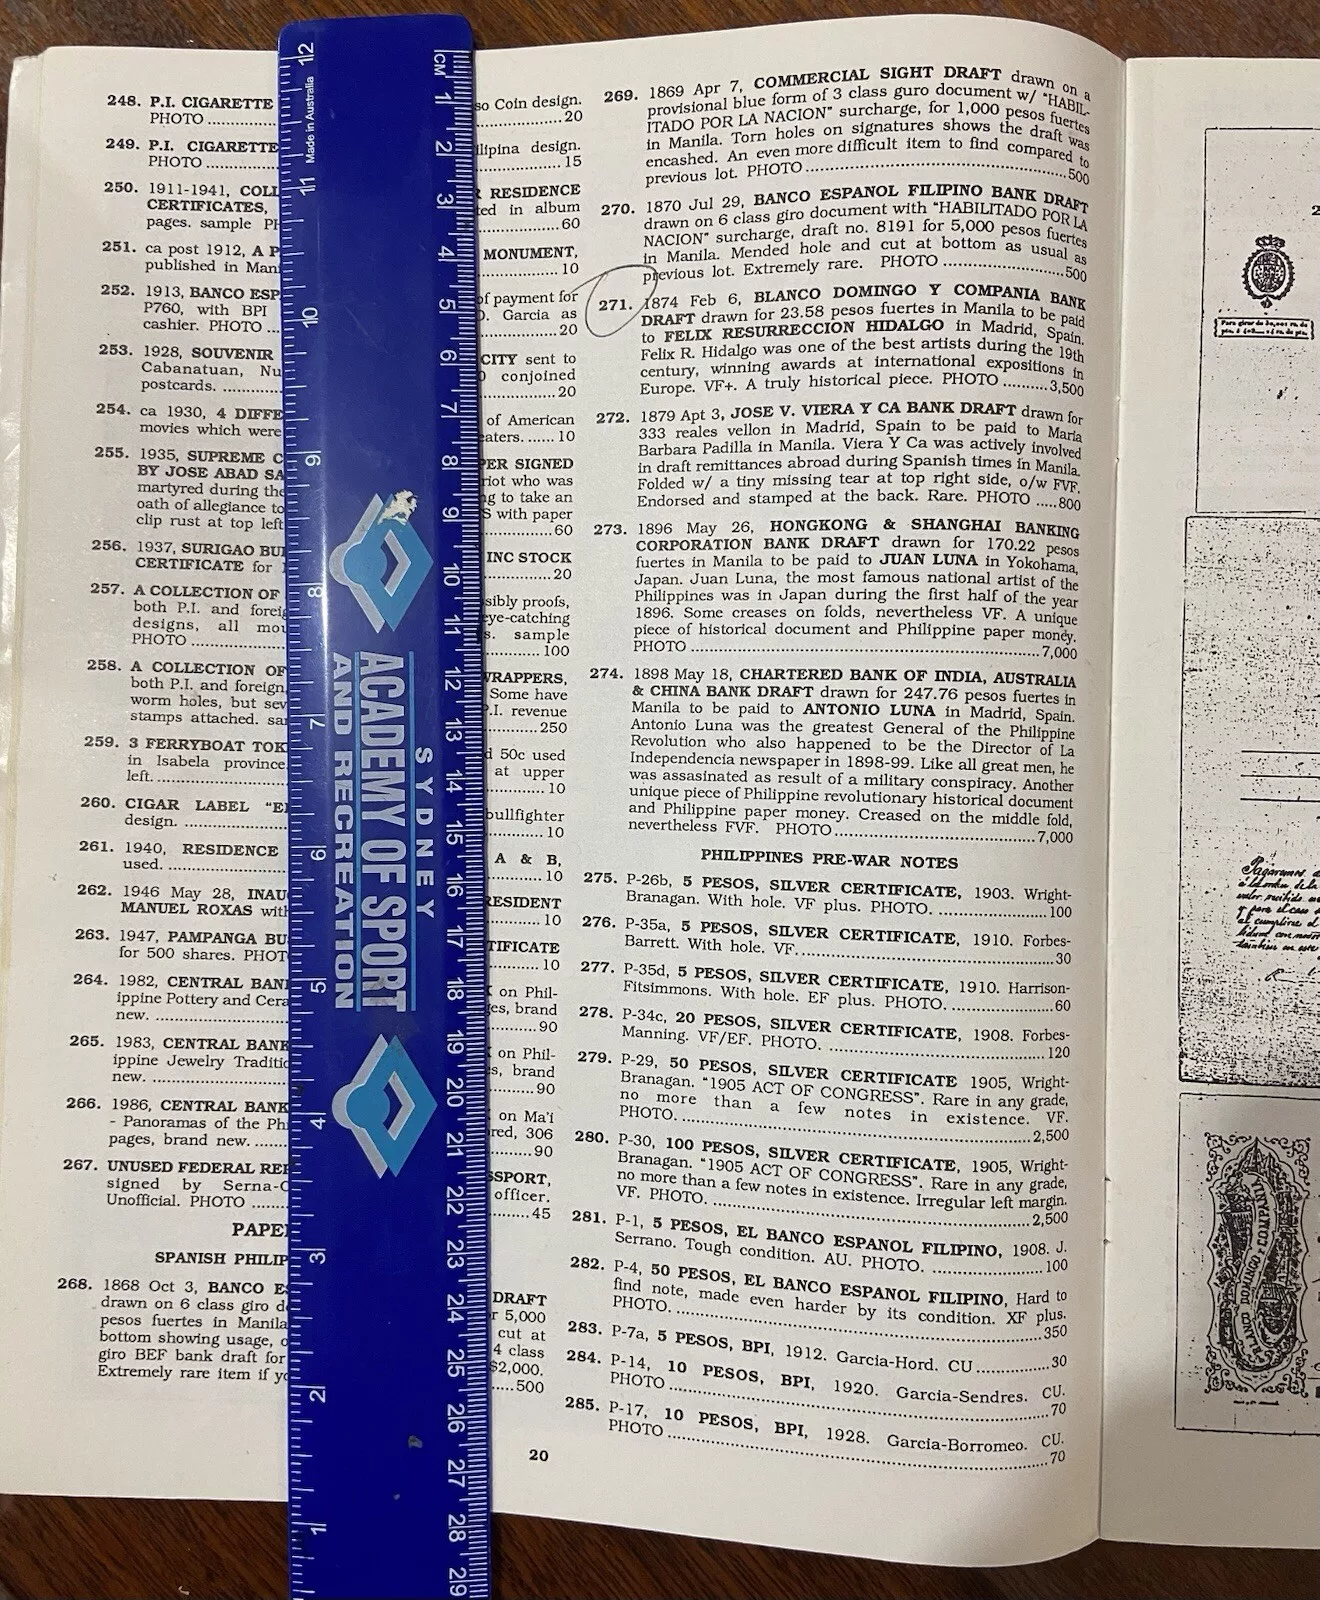 248. P.I. CIGARETTE so Coin design.
PHOTO ................20
249. P.I. CIGARETTE lipina design.
PHOTO ................15
250. 1911-1941, COLL R RESIDENCE
CERTIFICATES, ted in album
pages. sample PH ................60
251. ca post 1912, A P MONUMENT,
published in Man ................10
252. 1913, BANCO ESP of payment for
P760, with BPI O. Garcia as
cashier. PHOTO ................20
253. 1928, SOUVENIR CITY sent to
Cabanatuan, Nu 0 conjoined
postcards. ................20
254. ca 1930, 4 DIFFE of American
movies which were eaters. ...... 10
255. 1935, SUPREME C PER SIGNED
BY JOSE ABAD SA riot who was
martyred during the ng to take an
oath of allegiance to S with paper
clip rust at top left ................60
256. 1937, SURIGAO BU INC STOCK
CERTIFICATE for ................20
257. A COLLECTION OF sibly proofs,
both P.I. and foreig eye-catching
designs, all mou s. sample
PHOTO ................100
258. A COLLECTION OF WRAPPERS,
both P.I. and foreign, Some have
worm holes, but sev P.I. revenue
stamps attached. sa ................250
259. 3 FERRYBOAT TOK d 50c used
in Isabela province at upper
left. ................10
260. CIGAR LABEL "E bullfighter
design. ................10
261. 1940, RESIDENCE A & B,
used. ................10
262. 1946 May 28, INAU RESIDENT
MANUEL ROXAS with ................10
263. 1947, PAMPANGA BU TIFICATE
for 500 shares. PHOT ................10
264. 1982, CENTRAL BAN K on Phil-
ippine Pottery and Cera es, brand
new. ................90
265. 1983, CENTRAL BANK K on Phil-
ippine Jewelry Traditio s, brand
new. ................90
266. 1986, CENTRAL BANK on Ma'i
- Panoramas of the Ph red, 306
pages, brand new. ................90
267. UNUSED FEDERAL REP SSPORT,
signed by Serna-C officer.
Unofficial. PHOTO ................45
PAPE
SPANISH PHILIP
268. 1868 Oct 3, BANCO E DRAFT
drawn on 6 class giro d r 5,000
pesos fuertes in Manila cut at
bottom showing usage, 4 class
giro BEF bank draft for $2,000.
Extremely rare item if y ................500
CM 1 2 3 4 5 6 7 8 9 10 11 12 13 14 15 16 17 18 19 20 21 22 23 24 25 26 27 28 29
12 11 10 9 8 7 6 5 4 3 2 1
Made in Australia
SYDNEY
ACADEMY OF SPORT
AND RECREATION
269. 1869 Apr 7, COMMERCIAL SIGHT DRAFT drawn on a
provisional blue form of 3 class guro document w/ "HABIL-
ITADO POR LA NACION" surcharge, for 1,000 pesos fuertes
in Manila. Torn holes on signatures shows the draft was
encashed. An even more difficult item to find compared to
previous lot. PHOTO ................500
270. 1870 Jul 29, BANCO ESPANOL FILIPINO BANK DRAFT
drawn on 6 class giro document with "HABILITADO POR LA
NACION" surcharge, draft no. 8191 for 5,000 pesos fuertes
in Manila. Mended hole and cut at bottom as usual as
previous lot. Extremely rare. PHOTO ................500
271. 1874 Feb 6, BLANCO DOMINGO Y COMPANIA BANK
DRAFT drawn for 23.58 pesos fuertes in Manila to be paid
to FELIX RESURRECCION HIDALGO in Madrid, Spain.
Felix R. Hidalgo was one of the best artists during the 19th
century, winning awards at international expositions in
Europe. VF+. A truly historical piece. PHOTO ..........3,500
272. 1879 Apt 3, JOSE V. VIERA Y CA BANK DRAFT drawn for
333 reales vellon in Madrid, Spain to be paid to Maria
Barbara Padilla in Manila. Viera Y Ca was actively involved
in draft remittances abroad during Spanish times in Manila.
Folded w/ a tiny missing tear at top right side, o/w FVF.
Endorsed and stamped at the back. Rare. PHOTO .....800
273. 1896 May 26, HONGKONG & SHANGHAI BANKING
CORPORATION BANK DRAFT drawn for 170.22 pesos
fuertes in Manila to be paid to JUAN LUNA in Yokohama,
Japan. Juan Luna, the most famous national artist of the
Philippines was in Japan during the first half of the year
1896. Some creases on folds, nevertheless VF. A unique
piece of historical document and Philippine paper money.
PHOTO ................7,000
274. 1898 May 18, CHARTERED BANK OF INDIA, AUSTRALIA
& CHINA BANK DRAFT drawn for 247.76 pesos fuertes in
Manila to be paid to ANTONIO LUNA in Madrid, Spain.
Antonio Luna was the greatest General of the Philippine
Revolution who also happened to be the Director of La
Independencia newspaper in 1898-99. Like all great men, he
was assasinated as result of a military conspiracy. Another
unique piece of Philippine revolutionary historical document
and Philippine paper money. Creased on the middle fold,
nevertheless FVF. PHOTO ................7,000
PHILIPPINES PRE-WAR NOTES
275. P-26b, 5 PESOS, SILVER CERTIFICATE, 1903. Wright-
Branagan. With hole. VF plus. PHOTO. ................100
276. P-35a, 5 PESOS, SILVER CERTIFICATE, 1910. Forbes-
Barrett. With hole. VF. ................30
277. P-35d, 5 PESOS, SILVER CERTIFICATE, 1910. Harrison-
Fitsimmons. With hole. EF plus. PHOTO. ................60
278. P-34c, 20 PESOS, SILVER CERTIFICATE, 1908. Forbes-
Manning. VF/EF. PHOTO. ................120
279. P-29, 50 PESOS, SILVER CERTIFICATE 1905, Wright-
Branagan. "1905 ACT OF CONGRESS". Rare in any grade,
no more than a few notes in existence. VF.
PHOTO. ................2,500
280. P-30, 100 PESOS, SILVER CERTIFICATE, 1905, Wright-
Branagan. "1905 ACT OF CONGRESS". Rare in any grade,
no more than a few notes in existence. Irregular left margin.
VF. PHOTO. ................2,500
281. P-1, 5 PESOS, EL BANCO ESPANOL FILIPINO, 1908. J.
Serrano. Tough condition. AU. PHOTO. ................100
282. P-4, 50 PESOS, EL BANCO ESPANOL FILIPINO, Hard to
find note, made even harder by its condition. XF plus.
PHOTO. ................350
283. P-7a, 5 PESOS, BPI, 1912. Garcia-Hord. CU ..............30
284. P-14, 10 PESOS, BPI, 1920. Garcia-Sendres. CU.
PHOTO ................70
285. P-17, 10 PESOS, BPI, 1928. Garcia-Borromeo. CU.
PHOTO ................70
20
BLANCO DOMINGO Y COMPANIA